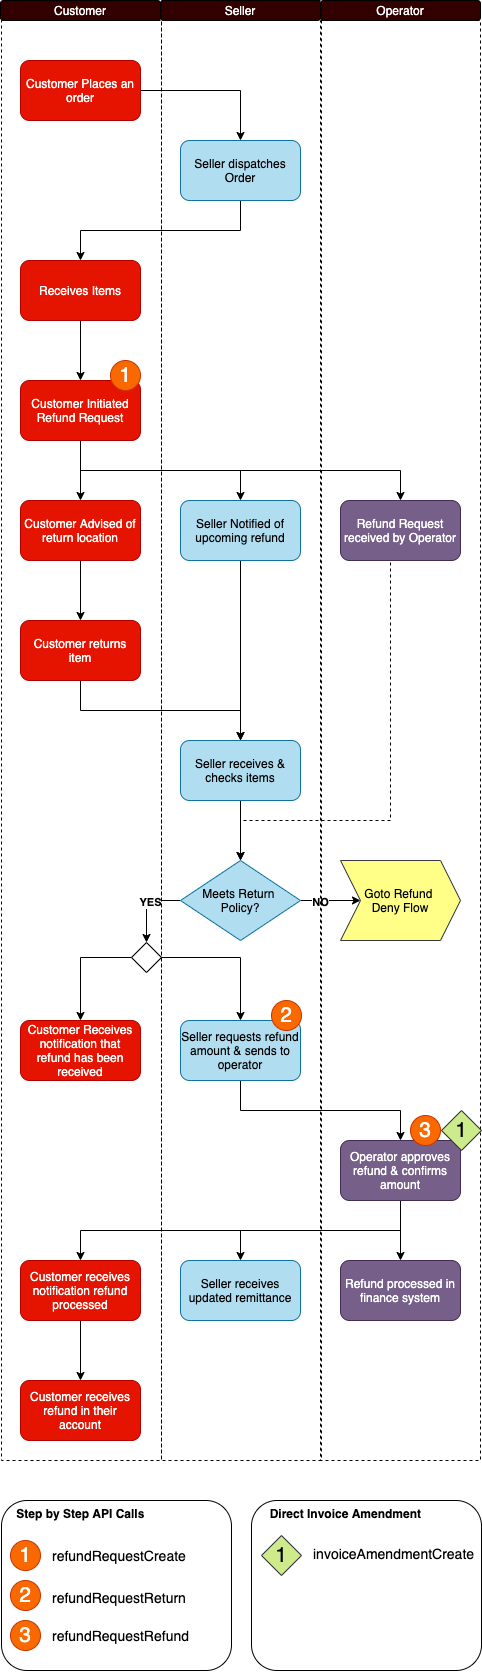 Customer
Seller
Operator
Customer Places an
order
Seller dispatches
Order
Receives Items
1
Customer Initiated
Refund Request
Customer Advised of
return location
Seller Notified of
upcoming refund
Refund Request
received by Operator
Customer returns
item
Seller receives &
checks items
Meets Return
Policy?
YES
NO
Goto Refund
Deny Flow
Customer Receives
notification that
refund has been
received
2
Seller requests refund
amount & sends to
operator
3
1
Operator approves
refund & confirms
amount
Customer receives
notification refund
processed
Seller receives
updated remittance
Refund processed in
finance system
Customer receives
refund in their
account
Step by Step API Calls
1 refundRequestCreate
2 refundRequestReturn
3 refundRequestRefund
Direct Invoice Amendment
1 invoiceAmendmentCreate